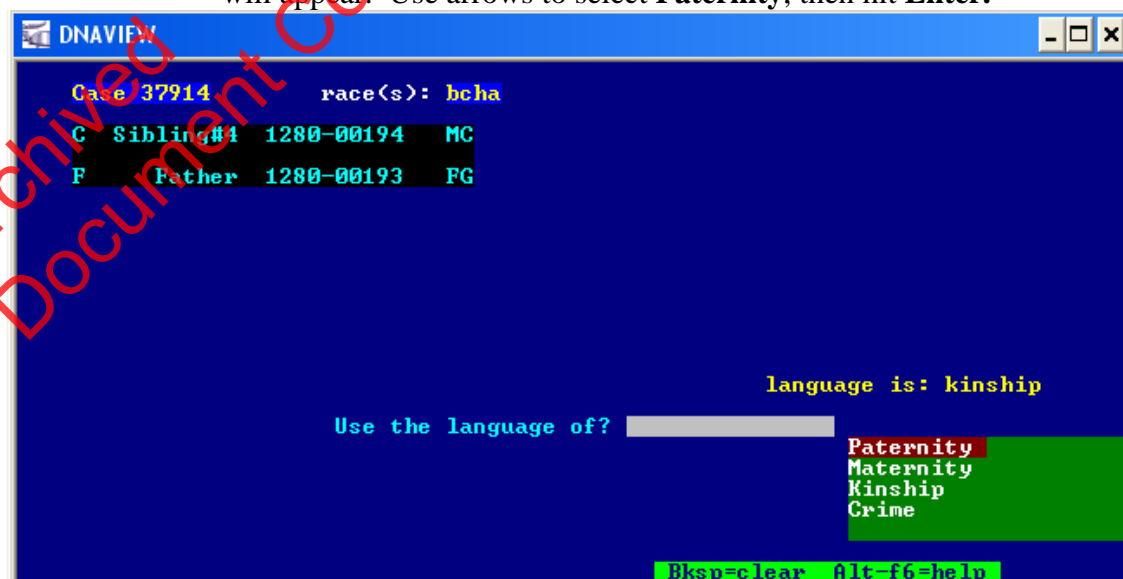 will appear. Use arrows to select Paternity, then hit Enter.
DNAVIEW
Case 37914 race(s): bcha
C Sibling#4 1280-00194 MC
F Father 1280-00193 FG
language is: kinship
Use the language of?
Paternity
Maternity
Kinship
Crime
Bksp=clear Alt-f6=help
Archived
Document